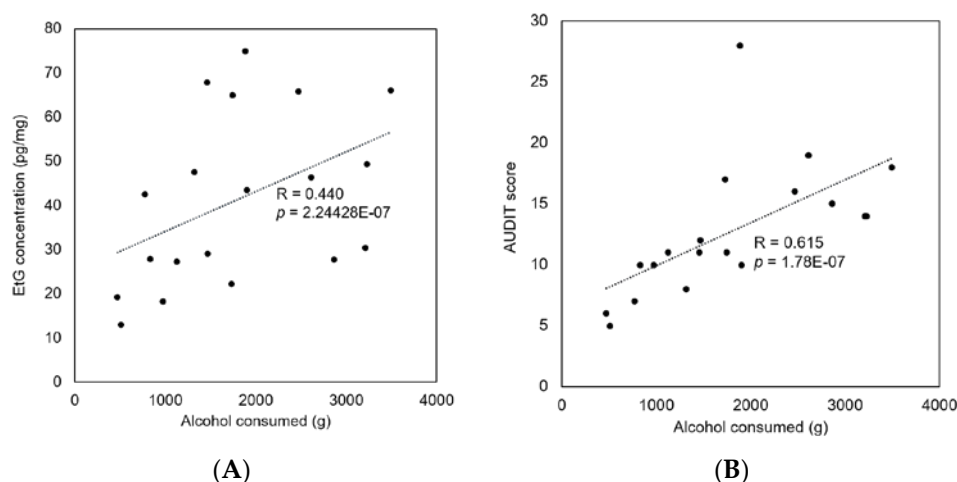 80
70
60
50
40
30
20
10
0
EtG concentration (pg/mg)
R = 0.440
p = 2.24428E-07
0 1000 2000 3000 4000
Alcohol consumed (g)
(A)
30
25
20
15
10
5
0
AUDIT score
R = 0.615
p = 1.78E-07
0 1000 2000 3000 4000
Alcohol consumed (g)
(B)